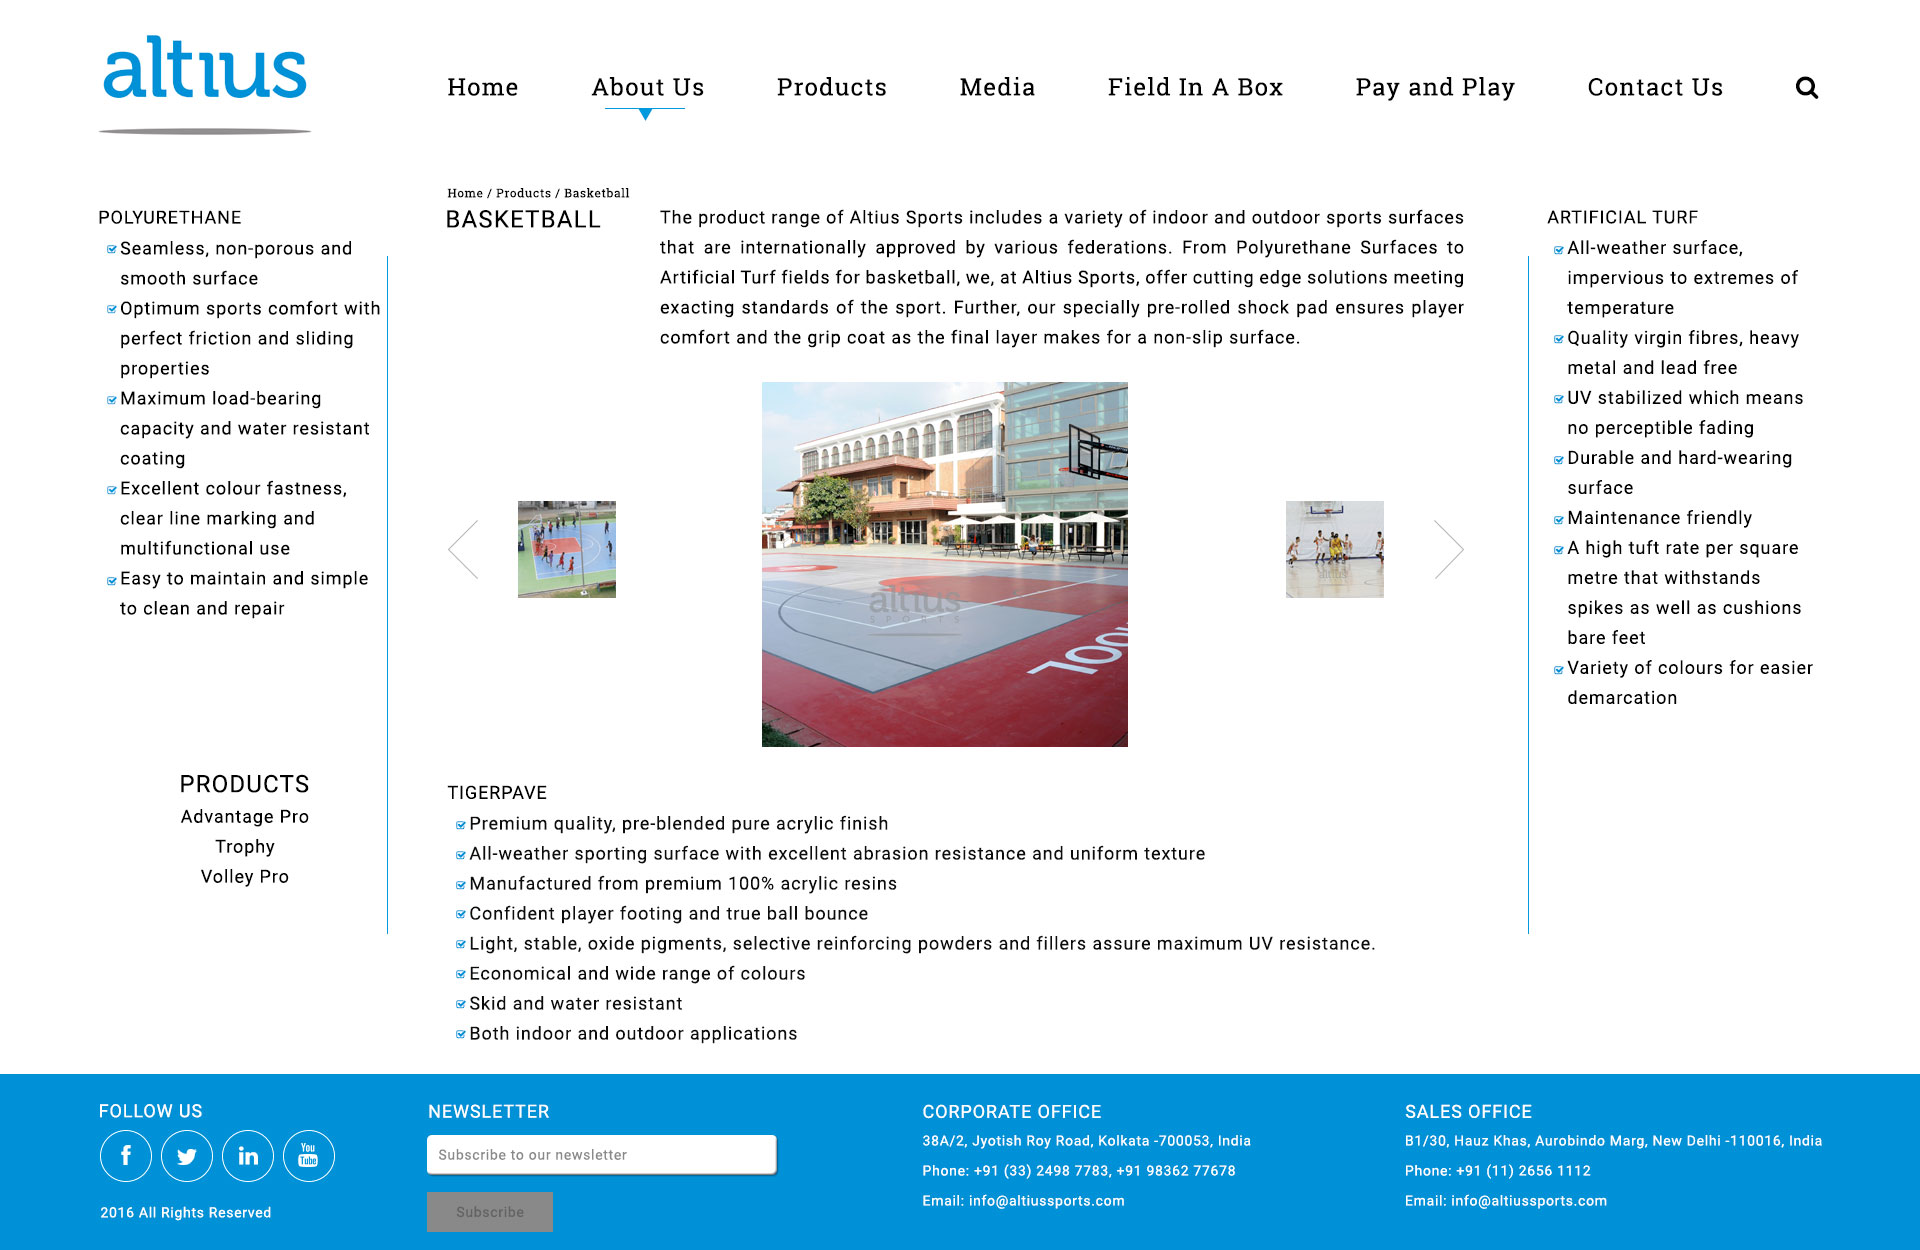 altius
Home
About Us
Products
Media
Field In A Box
Pay and Play
Contact Us
POLYURETHANE
Seamless, non-porous and
smooth surface
Optimum sports comfort with
perfect friction and sliding
properties
Maximum load-bearing
capacity and water resistant
coating
Excellent colour fastness,
clear line marking and
multifunctional use
Easy to maintain and simple
to clean and repair
PRODUCTS
Advantage Pro
Trophy
Volley Pro
Home / Products / Basketball
BASKETBALL
The product range of Altius Sports includes a variety of indoor and outdoor sports surfaces
that are internationally approved by various federations. From Polyurethane Surfaces to
Artificial Turf fields for basketball, we, at Altius Sports, offer cutting edge solutions meeting
exacting standards of the sport. Further, our specially pre-rolled shock pad ensures player
comfort and the grip coat as the final layer makes for a non-slip surface.
altius
SPORTS
TIGERPAVE
Premium quality, pre-blended pure acrylic finish
All-weather sporting surface with excellent abrasion resistance and uniform texture
Manufactured from premium 100% acrylic resins
Confident player footing and true ball bounce
Light, stable, oxide pigments, selective reinforcing powders and fillers assure maximum UV resistance.
Economical and wide range of colours
Skid and water resistant
Both indoor and outdoor applications
ARTIFICIAL TURF
All-weather surface,
impervious to extremes of
temperature
Quality virgin fibres, heavy
metal and lead free
UV stabilized which means
no perceptible fading
Durable and hard-wearing
surface
Maintenance friendly
A high tuft rate per square
metre that withstands
spikes as well as cushions
bare feet
Variety of colours for easier
demarcation
FOLLOW US
f
in
You
Tube
2016 All Rights Reserved
NEWSLETTER
Subscribe to our newsletter
Subscribe
CORPORATE OFFICE
38A/2, Jyotish Roy Road, Kolkata -700053, India
Phone: +91 (33) 2498 7783, +91 98362 77678
Email: info@altiussports.com
SALES OFFICE
B1/30, Hauz Khas, Aurobindo Marg, New Delhi -110016, India
Phone: +91 (11) 2656 1112
Email: info@altiussports.com